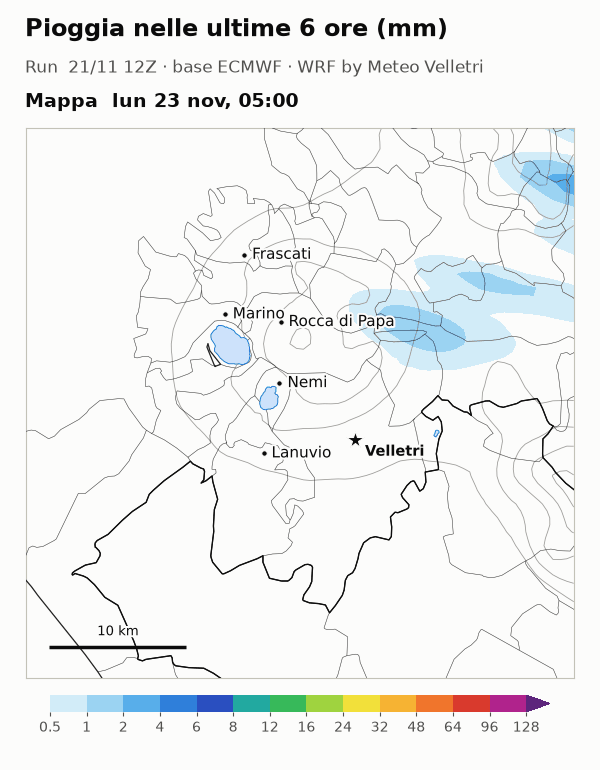 Pioggia nelle ultime 6 ore (mm)
Run  21/11 12Z · base ECMWF · WRF by Meteo Velletri
Mappa  lun 23 nov, 05:00
Frascati
Marino
Rocca di Papa
Nemi
Velletri
Lanuvio
10 km
0.5 1 2 4 6 8 12 16 24 32 48 64 96 128